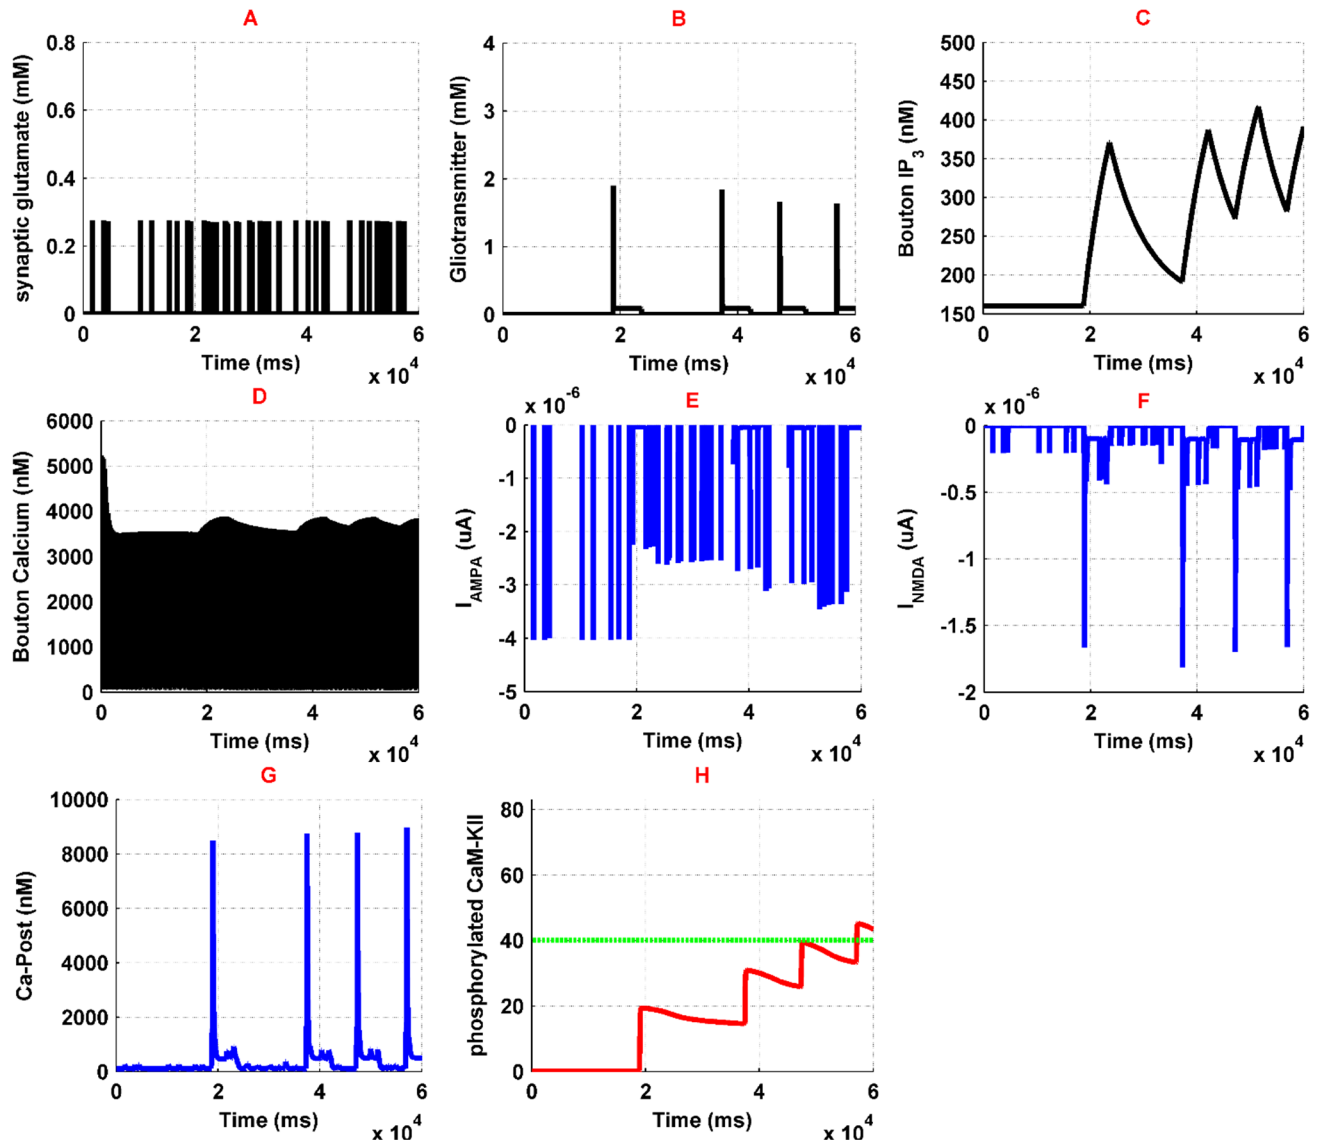 A
synaptic glutamate (mM)
0.8
0.6
0.4
0.2
0
0 2 4 6
Time (ms)
x 10^4
B
Gliotransmitter (mM)
4
3
2
1
0
0 2 4 6
Time (ms)
x 10^4
C
Bouton IP_3 (nM)
500
450
400
350
300
250
200
150
0 2 4 6
Time (ms)
x 10^4
D
Bouton Calcium (nM)
6000
5000
4000
3000
2000
1000
0
0 2 4 6
Time (ms)
x 10^4
x 10^-6
E
I_AMPA (uA)
0
-1
-2
-3
-4
-5
0 2 4 6
Time (ms)
x 10^4
x 10^-6
F
I_NMDA (uA)
0
-0.5
-1
-1.5
-2
0 2 4 6
Time (ms)
x 10^4
G
Ca-Post (nM)
10000
8000
6000
4000
2000
0
0 2 4 6
Time (ms)
x 10^4
H
phosphorylated CaM-KII
80
60
40
20
0
0 2 4 6
Time (ms)
x 10^4